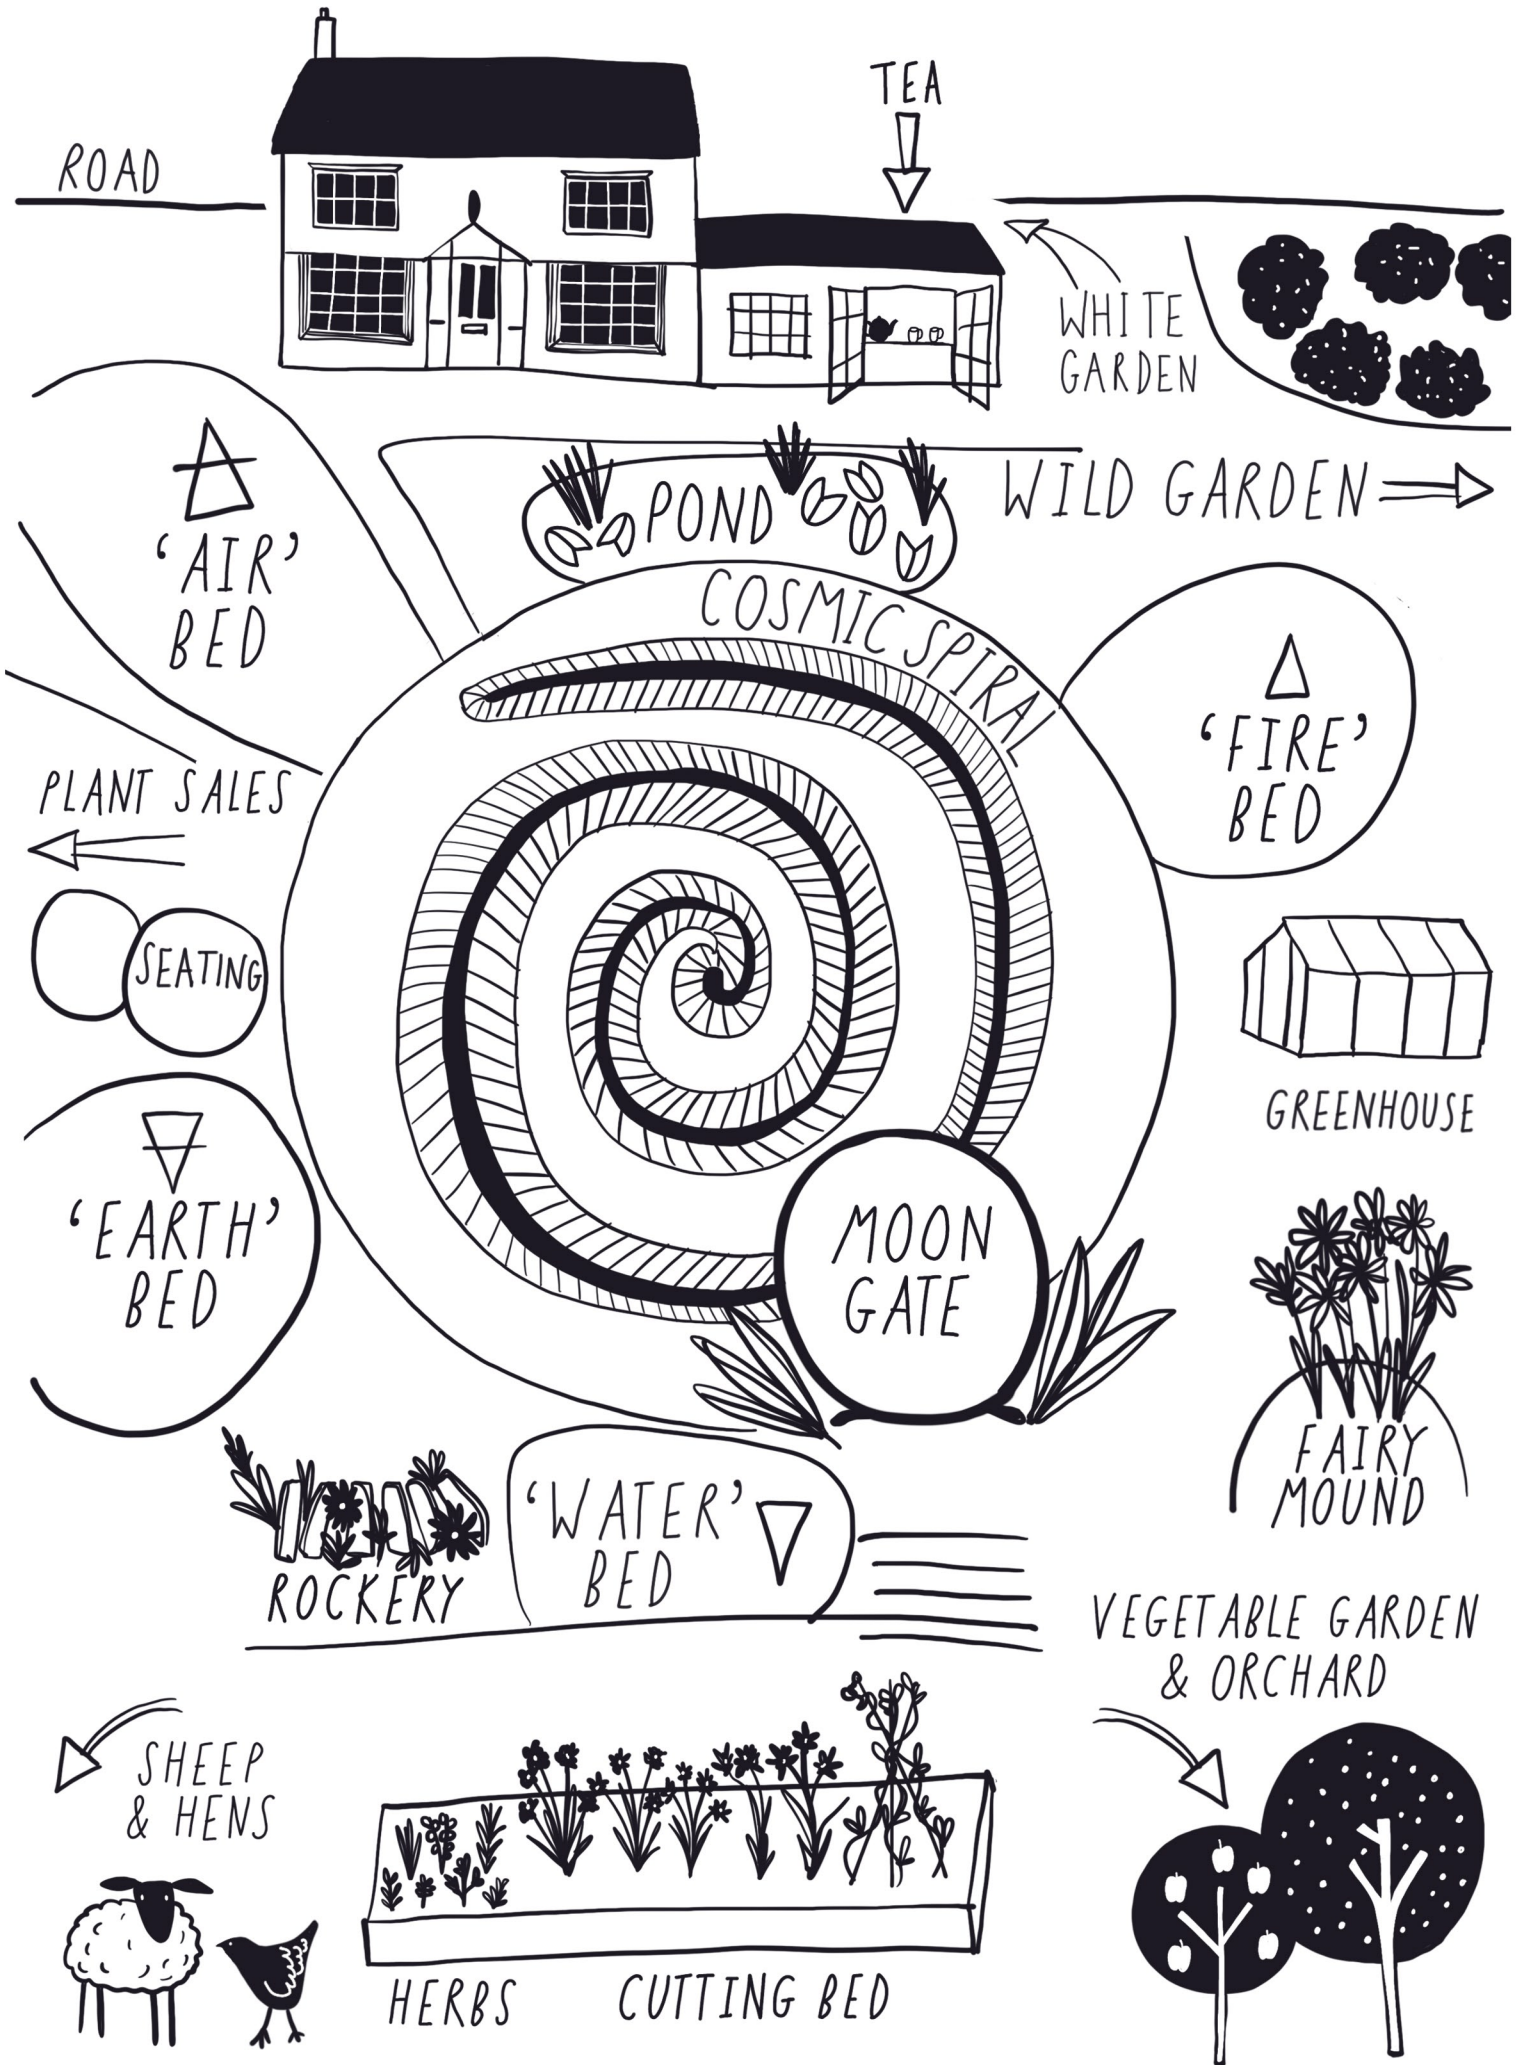 TEA
ROAD
WHITE
GARDEN
WILD GARDEN
POND
COSMIC SPIRAL
'AIR'
BED
'FIRE'
BED
PLANT SALES
SEATING
GREENHOUSE
'EARTH'
BED
MOON
GATE
FAIRY
MOUND
'WATER'
BED
ROCKERY
VEGETABLE GARDEN
& ORCHARD
SHEEP
& HENS
HERBS
CUTTING BED